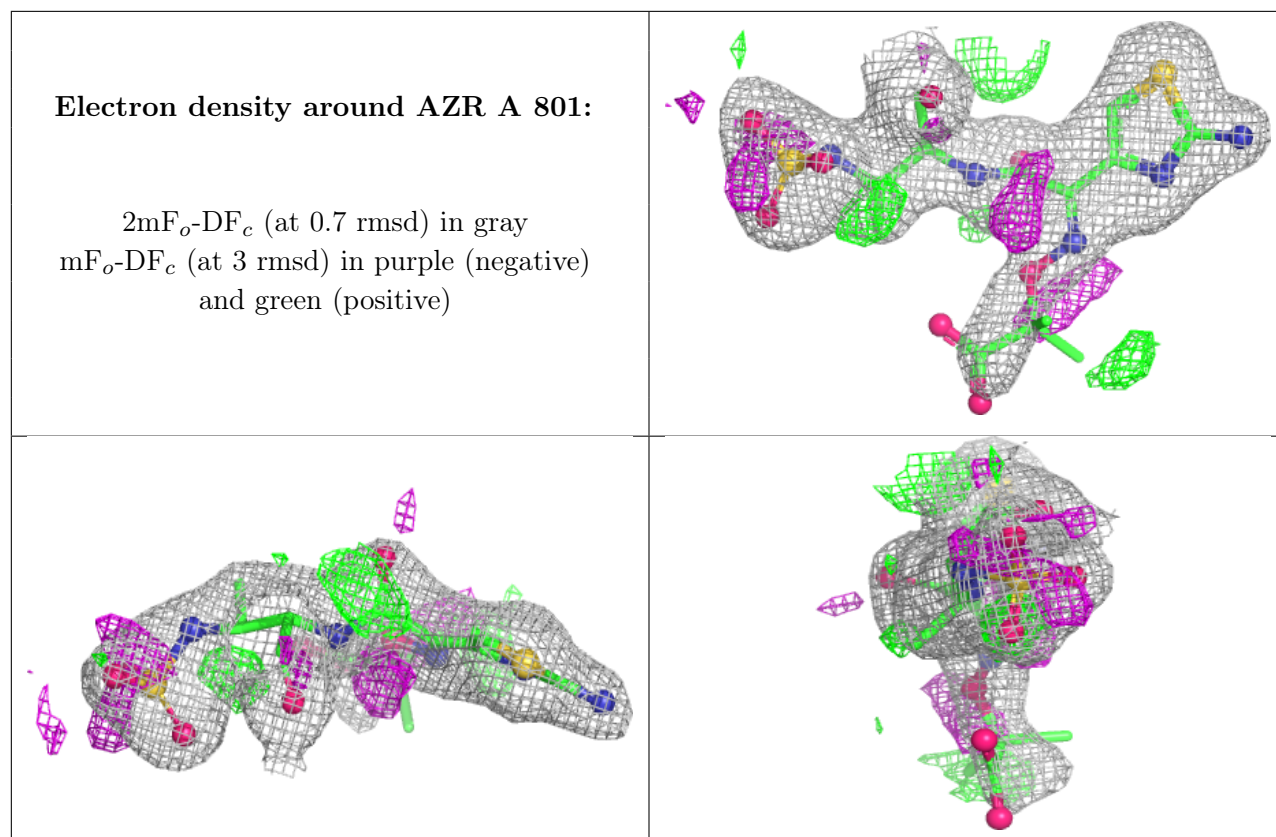 Electron density around AZR A 801:
2mFₒ-DF𝒸 (at 0.7 rmsd) in gray
mFₒ-DF𝒸 (at 3 rmsd) in purple (negative)
and green (positive)